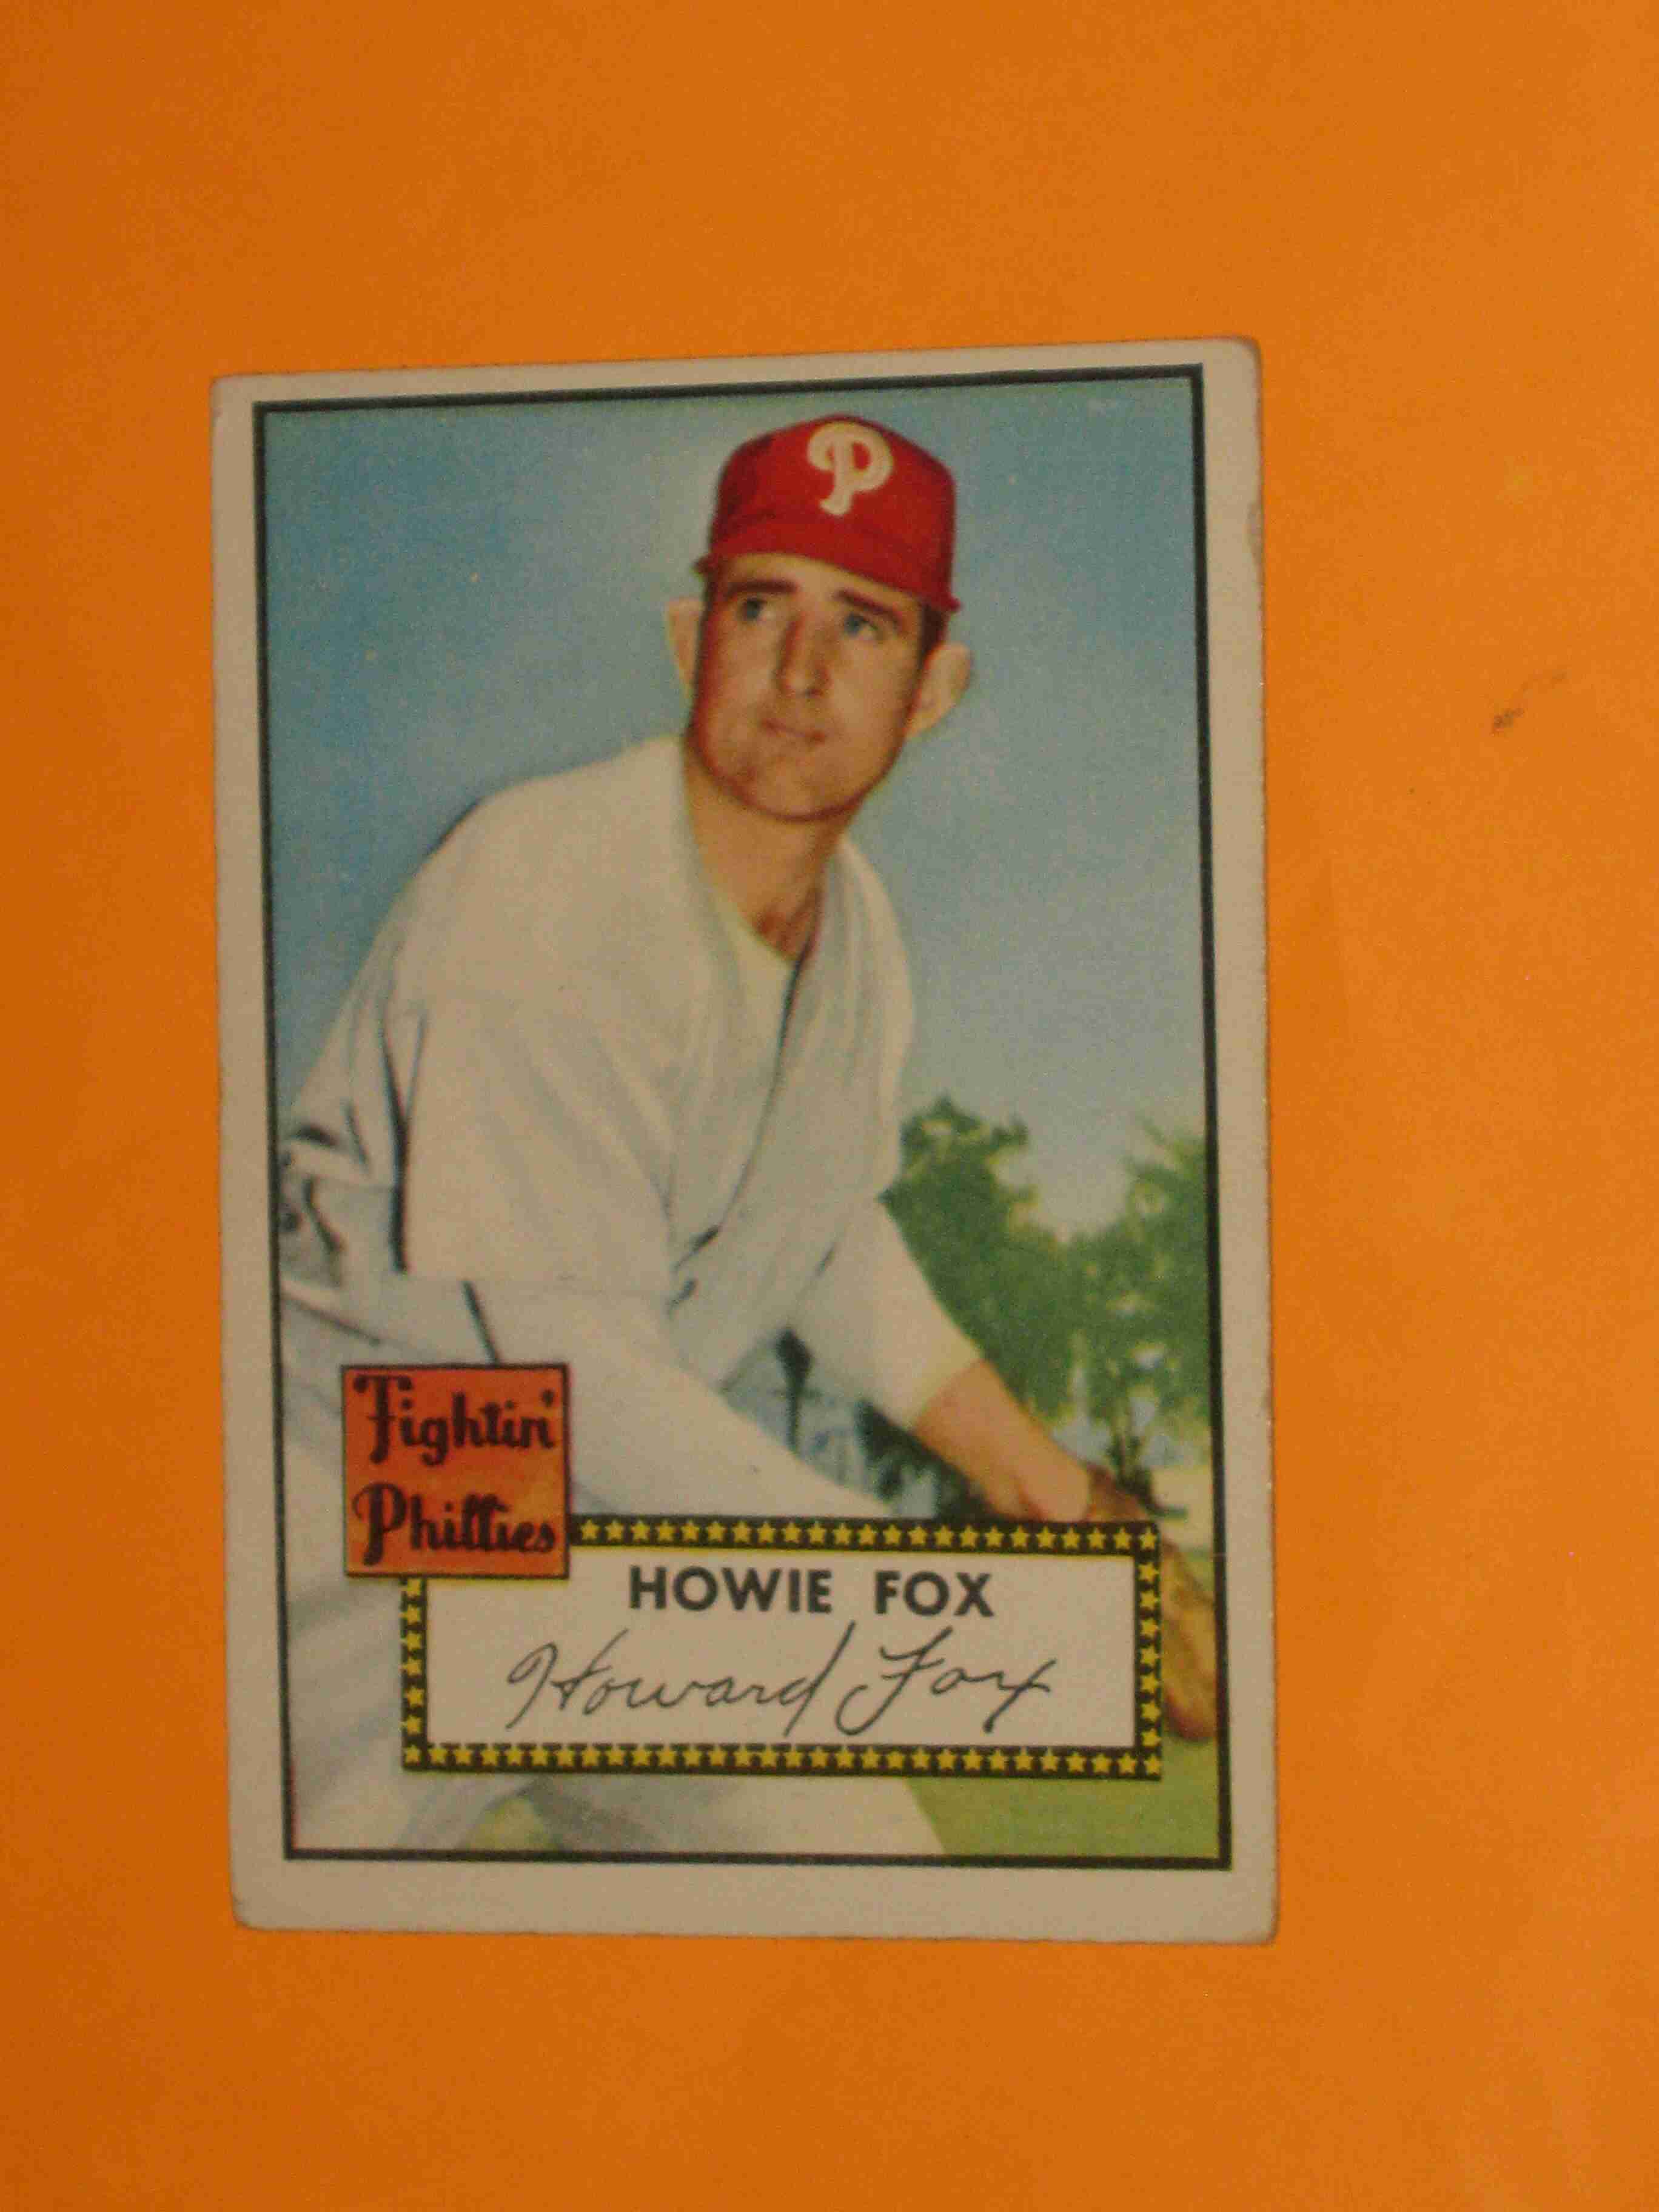 P
Fightin'
Phillies
HOWIE FOX
Howard Fox